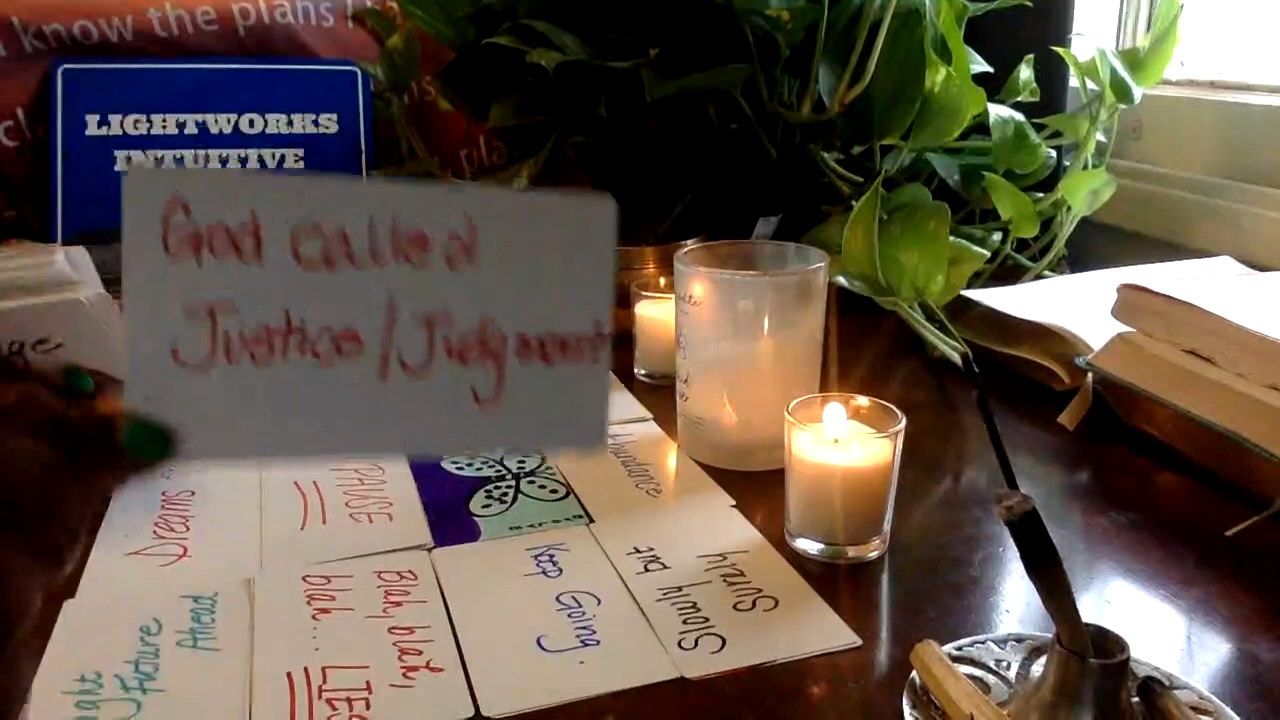 know the plans I
LIGHTWORKS
INTUITIVE
God called
Justice/Judgment
Abundance
Dreams
PAUSE
Keep Going.
Slowly but
Surely
Blah, blah,
blah... LIES
Future
Ahead